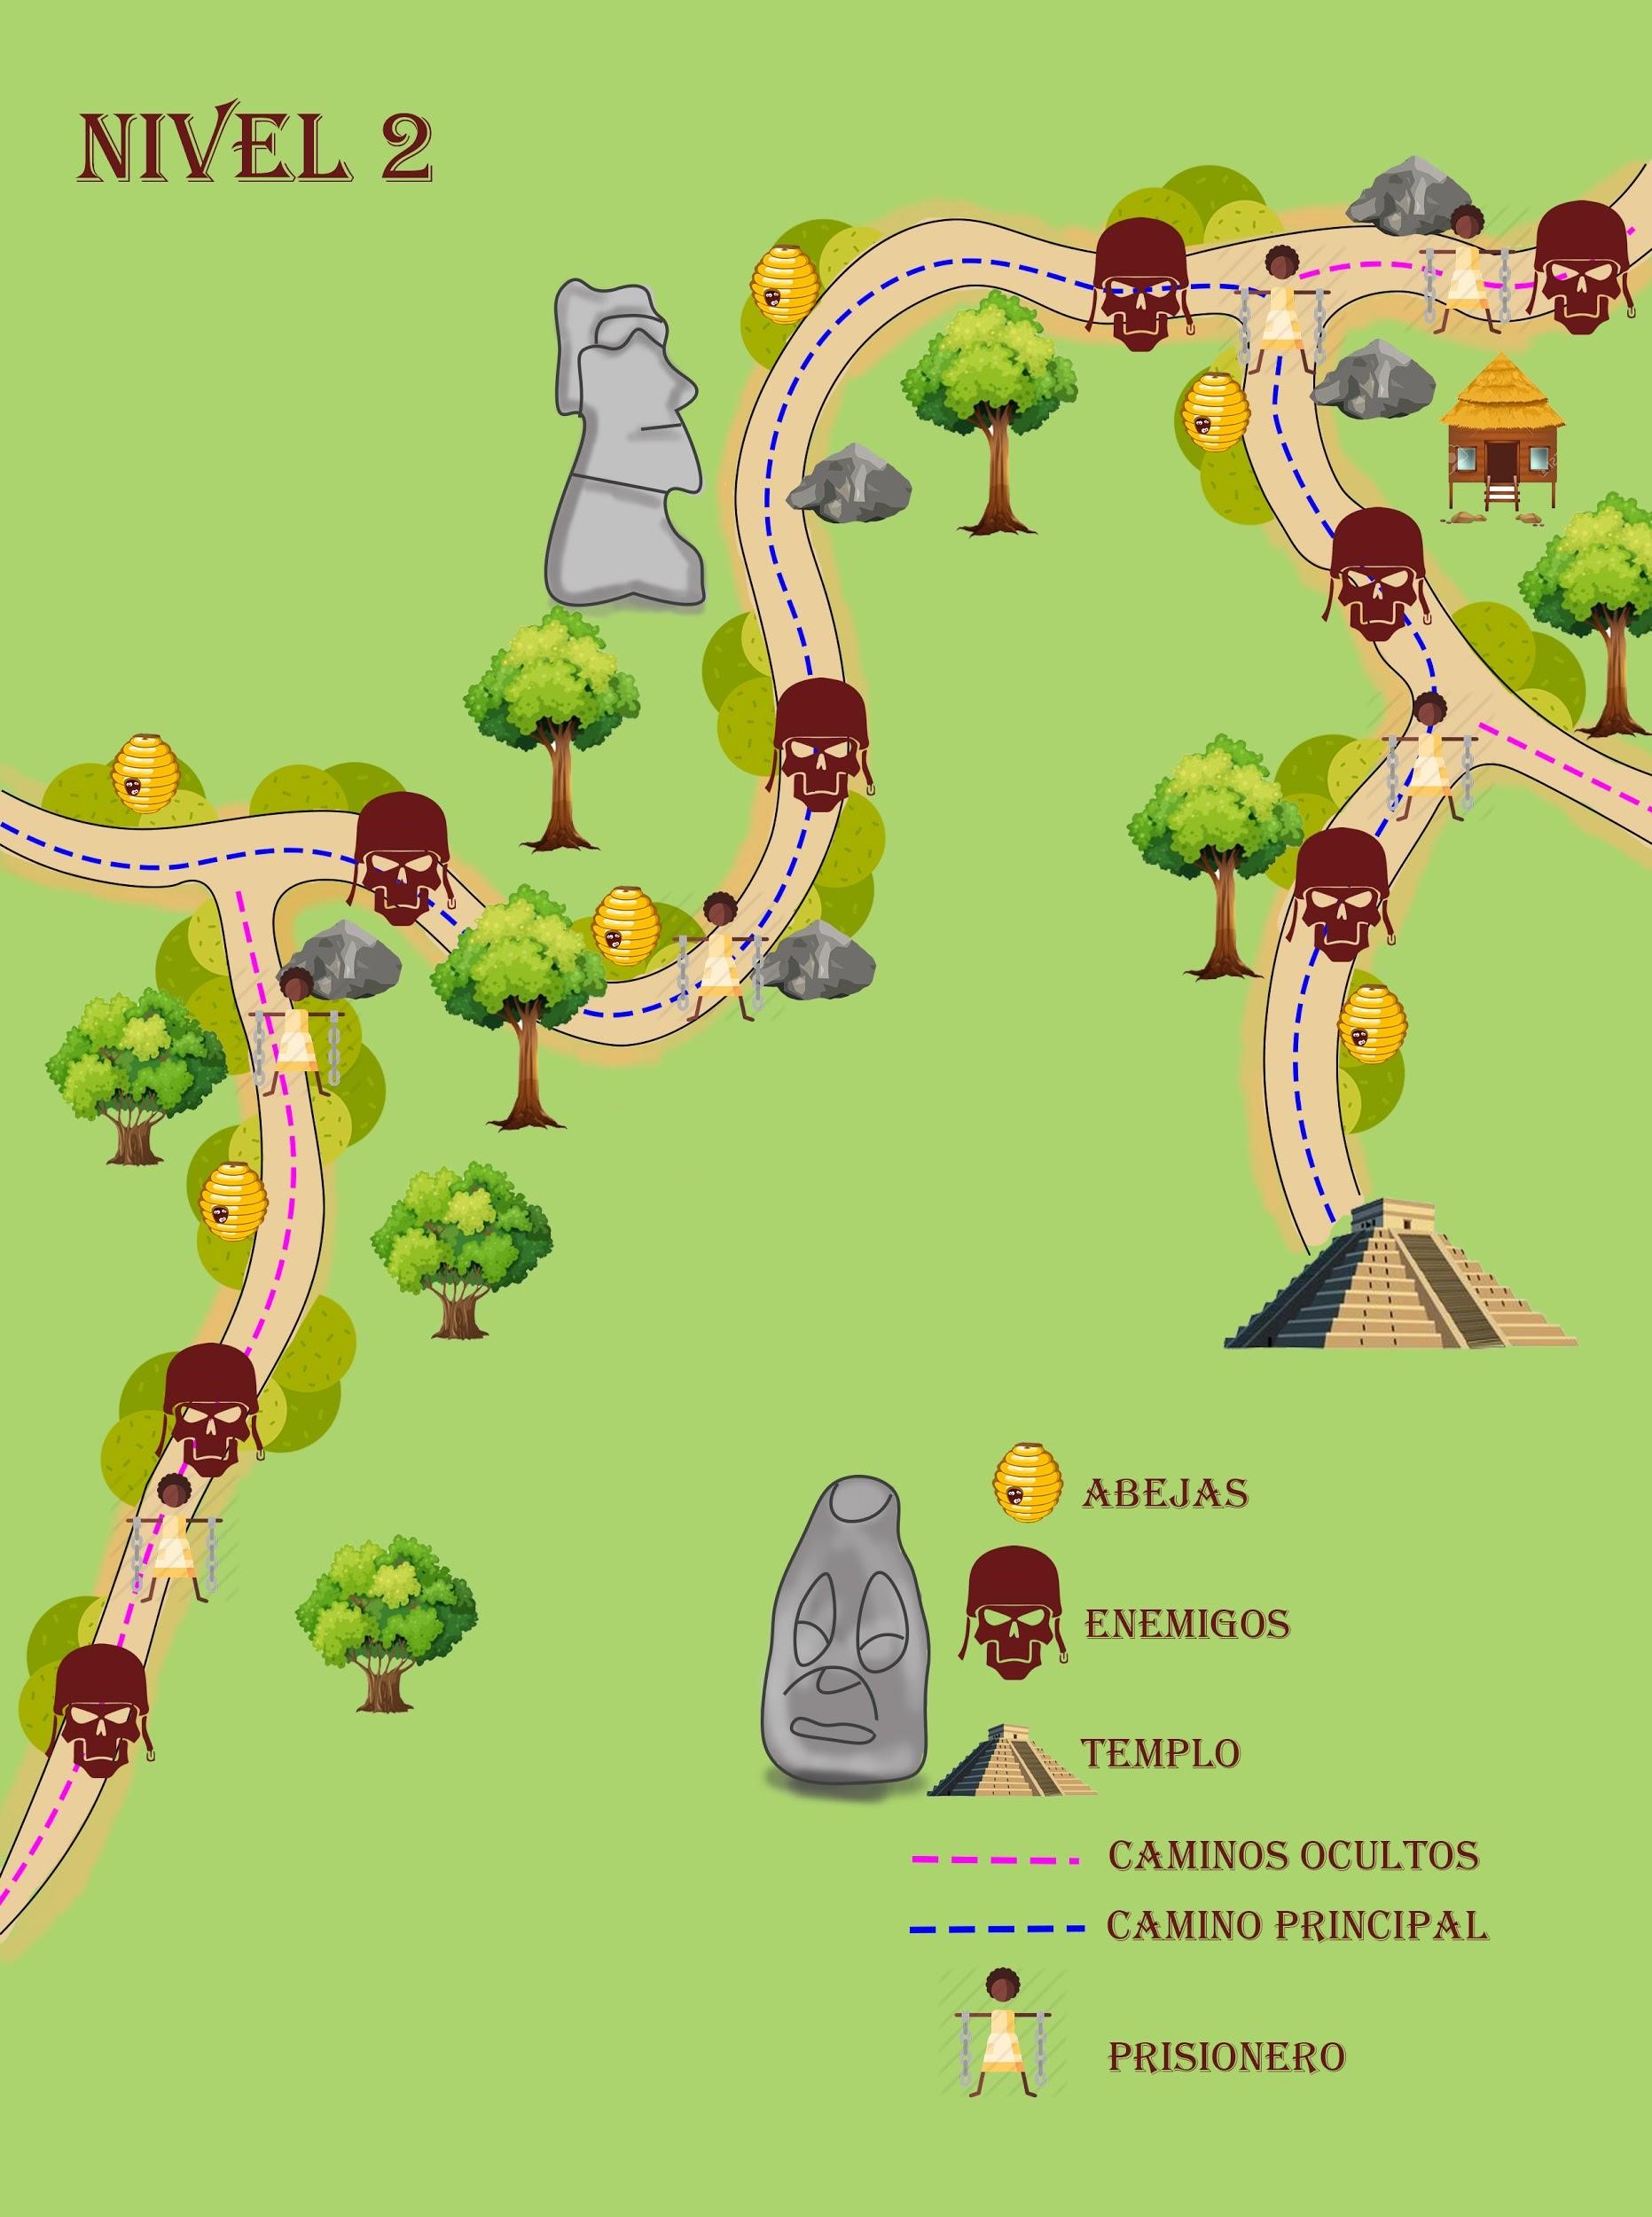 NIVEL 2
ABEJAS
ENEMIGOS
TEMPLO
CAMINOS OCULTOS
CAMINO PRINCIPAL
PRISIONERO